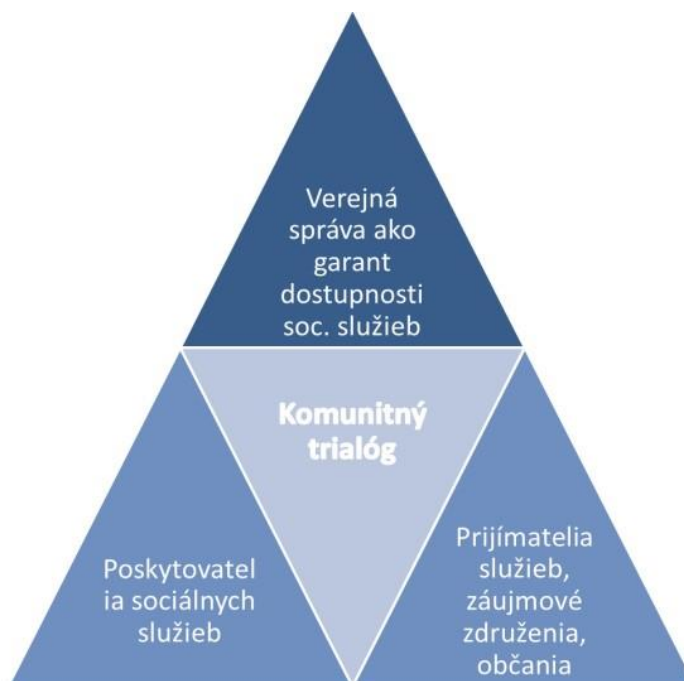 Verejná
správa ako
garant
dostupnosti
soc. služieb
Komunitný
trialóg
Poskytovatel
ia sociálnych
služieb
Prijímatelia
služieb,
záujmové
združenia,
občania